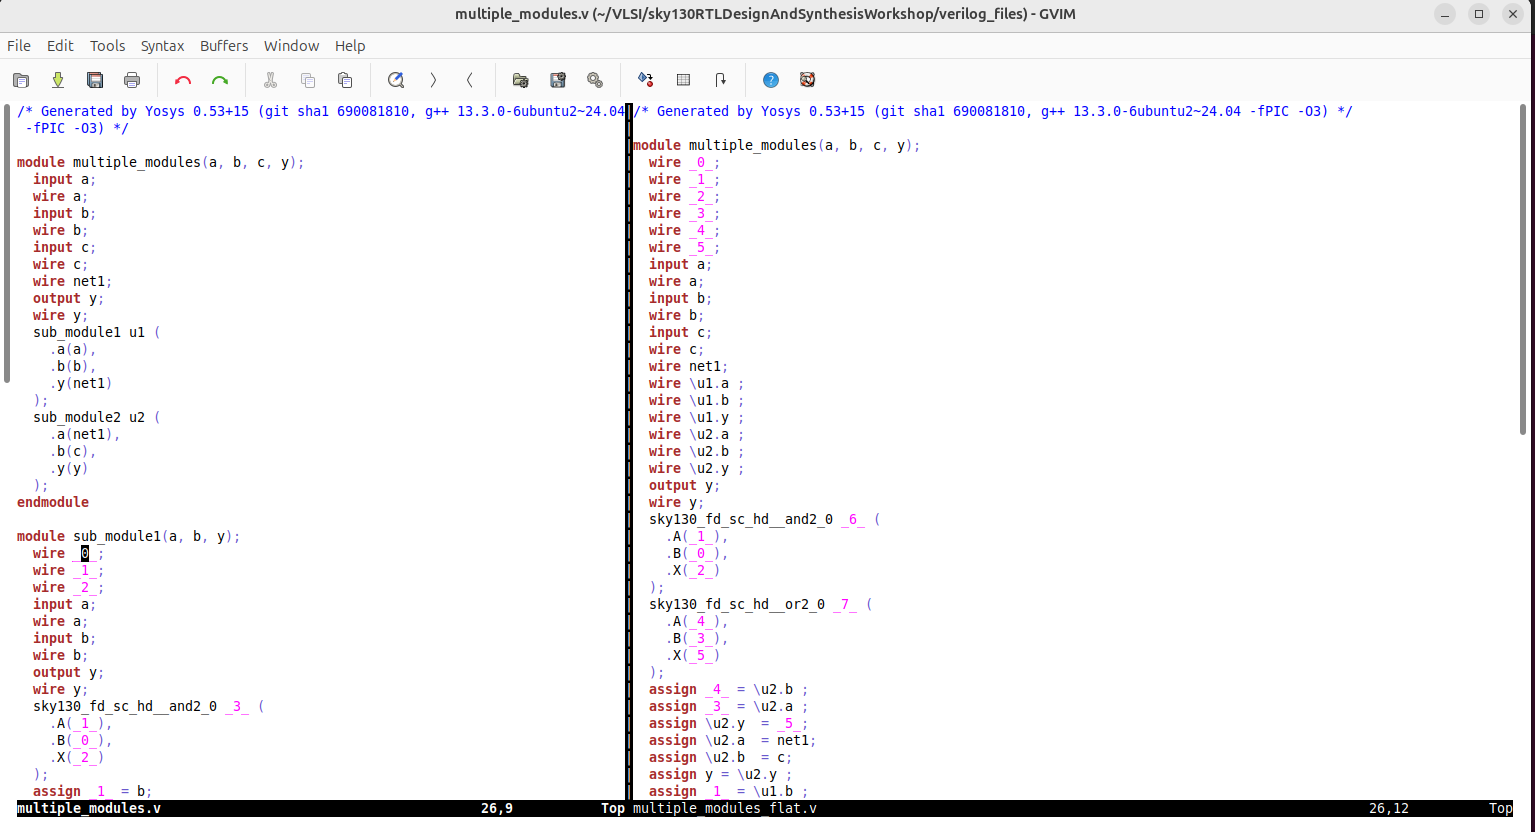 multiple_modules.v (~/VLSI/sky130RTLDesignAndSynthesisWorkshop/verilog_files) - GVIM
File Edit Tools Syntax Buffers Window Help
/* Generated by Yosys 0.53+15 (git sha1 690081810, g++ 13.3.0-6ubuntu2~24.04
 -fPIC -O3) */

module multiple_modules(a, b, c, y);
  input a;
  wire a;
  input b;
  wire b;
  input c;
  wire c;
  wire net1;
  output y;
  wire y;
  sub_module1 u1 (
    .a(a),
    .b(b),
    .y(net1)
  );
  sub_module2 u2 (
    .a(net1),
    .b(c),
    .y(y)
  );
endmodule

module sub_module1(a, b, y);
  wire _0_;
  wire _1_;
  wire _2_;
  input a;
  wire a;
  input b;
  wire b;
  output y;
  wire y;
  sky130_fd_sc_hd__and2_0 _3_ (
    .A(_1_),
    .B(_0_),
    .X(_2_)
  );
  assign _1_ = b;
multiple_modules.v 26,9 Top
/* Generated by Yosys 0.53+15 (git sha1 690081810, g++ 13.3.0-6ubuntu2~24.04 -fPIC -O3) */

module multiple_modules(a, b, c, y);
  wire _0_;
  wire _1_;
  wire _2_;
  wire _3_;
  wire _4_;
  wire _5_;
  input a;
  wire a;
  input b;
  wire b;
  input c;
  wire c;
  wire net1;
  wire \u1.a ;
  wire \u1.b ;
  wire \u1.y ;
  wire \u2.a ;
  wire \u2.b ;
  wire \u2.y ;
  output y;
  wire y;
  sky130_fd_sc_hd__and2_0 _6_ (
    .A(_1_),
    .B(_0_),
    .X(_2_)
  );
  sky130_fd_sc_hd__or2_0 _7_ (
    .A(_4_),
    .B(_3_),
    .X(_5_)
  );
  assign _4_ = \u2.b ;
  assign _3_ = \u2.a ;
  assign \u2.y  = _5_;
  assign \u2.a  = net1;
  assign \u2.b  = c;
  assign y = \u2.y ;
  assign _1_ = \u1.b ;
multiple_modules_flat.v 26,12 Top